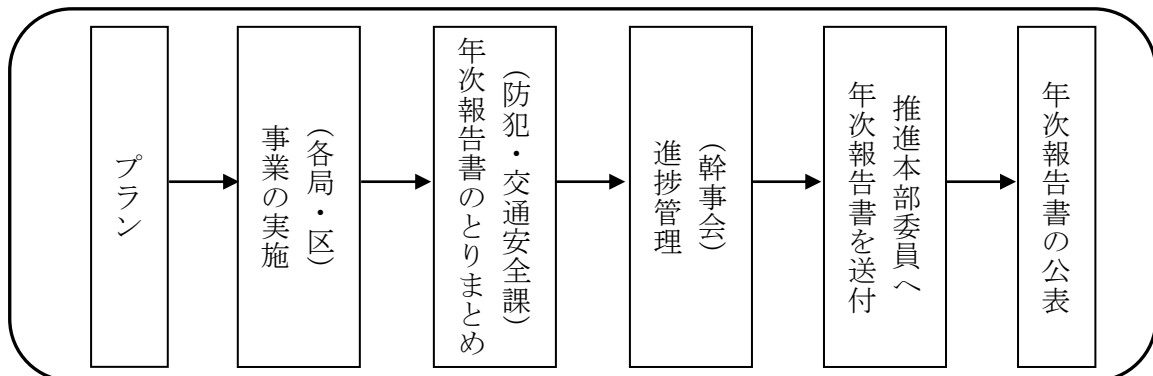 プラン
（各局・区）
事業の実施
（防犯・交通安全課）
年次報告書のとりまとめ
（幹事会）
進捗管理
推進本部委員へ
年次報告書を送付
年次報告書の公表